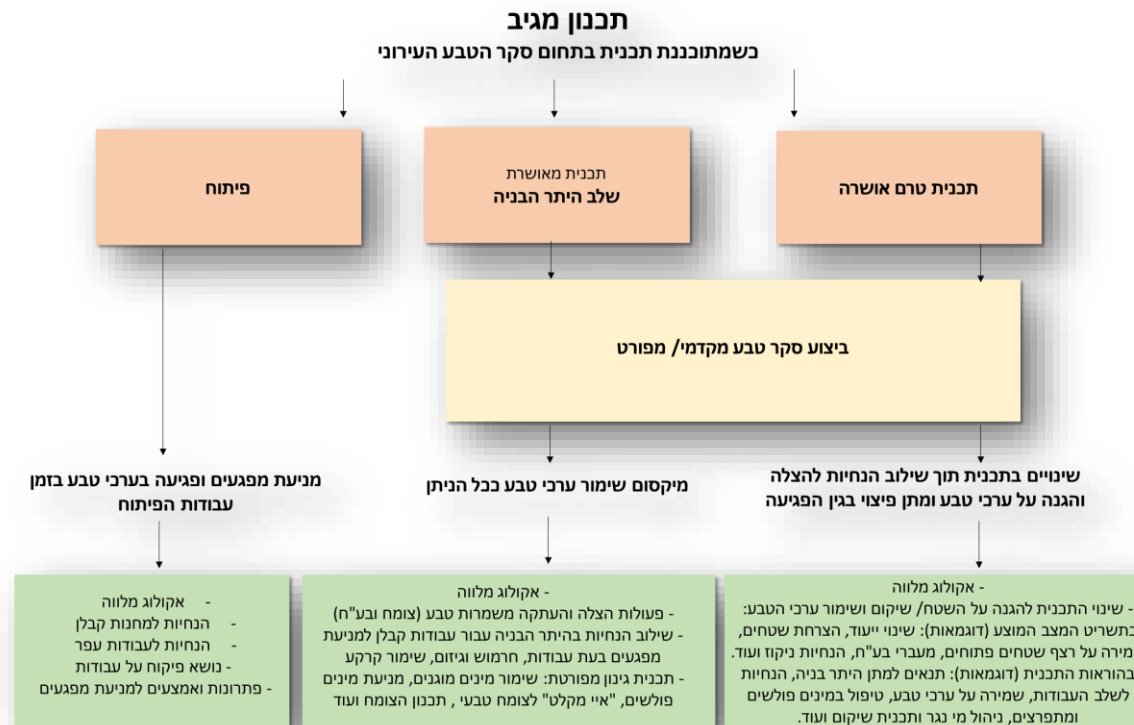 תכנון מגיב
כשמתוכננת תכנית בתחום סקר הטבע העירוני
תכנית טרם אושרה
תכנית מאושרת
שלב היתר הבניה
פיתוח
ביצוע סקר טבע מקדמי/ מפורט
שינויים בתכנית תוך שילוב הנחיות להצלה
והגנה על ערכי טבע ומתן פיצוי בגין הפגיעה
מיקסום שימור ערכי טבע ככל הניתן
מניעת מפגעים ופגיעה בערכי טבע בזמן
עבודות הפיתוח
- אקולוג מלווה
- שינוי התכנית להגנה על השטח/ שיקום ושימור ערכי הטבע:
בתשריט המצב המוצע (דוגמאות): שינוי ייעוד, הצרחת שטחים,
מירה על רצף שטחים פתוחים, מעברי בע"ח, הנחיות ניקוז ועוד.
בהוראות התכנית (דוגמאות): תנאים למתן היתר בניה, הנחיות
לשלב העבודות, שמירה על ערכי טבע, טיפול במינים פולשים
ומתפרצים, ניהול מי נגר ותכנית שיקום ועוד.
- אקולוג מלווה
- פעולות הצלה והעתקה משמרות טבע (צומח ובע"ח)
- שילוב הנחיות בהיתר הבניה עבור עבודות קבלן למניעת
מפגעים בעת עבודות, חרמוש וגיזום, שימור קרקע
- תכנית גינון מפורטת: שימור מינים מוגנים, מניעת מינים
פולשים, "איי מקלט" לצומח טבעי , תכנון הצומח ועוד
- אקולוג מלווה
- הנחיות למחנות קבלן
- הנחיות לעבודות עפר
- נושא פיקוח על עבודות
- פתרונות ואמצעים למניעת מפגעים